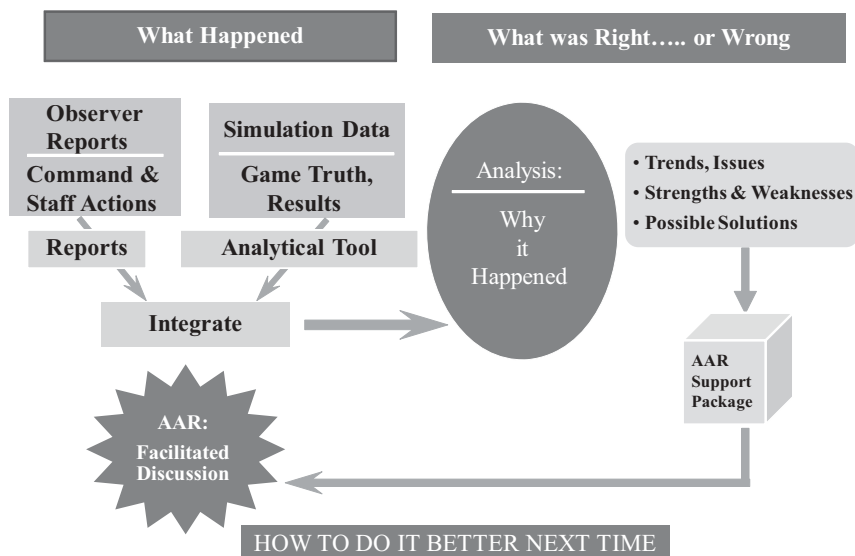 What Happened
What was Right….. or Wrong
Observer
Reports
Command &
Staff Actions
Simulation Data
Game Truth,
Results
Reports
Analytical Tool
Integrate
Analysis:
Why
it
Happened
• Trends, Issues
• Strengths & Weaknesses
• Possible Solutions
AAR
Support
Package
AAR:
Facilitated
Discussion
HOW TO DO IT BETTER NEXT TIME